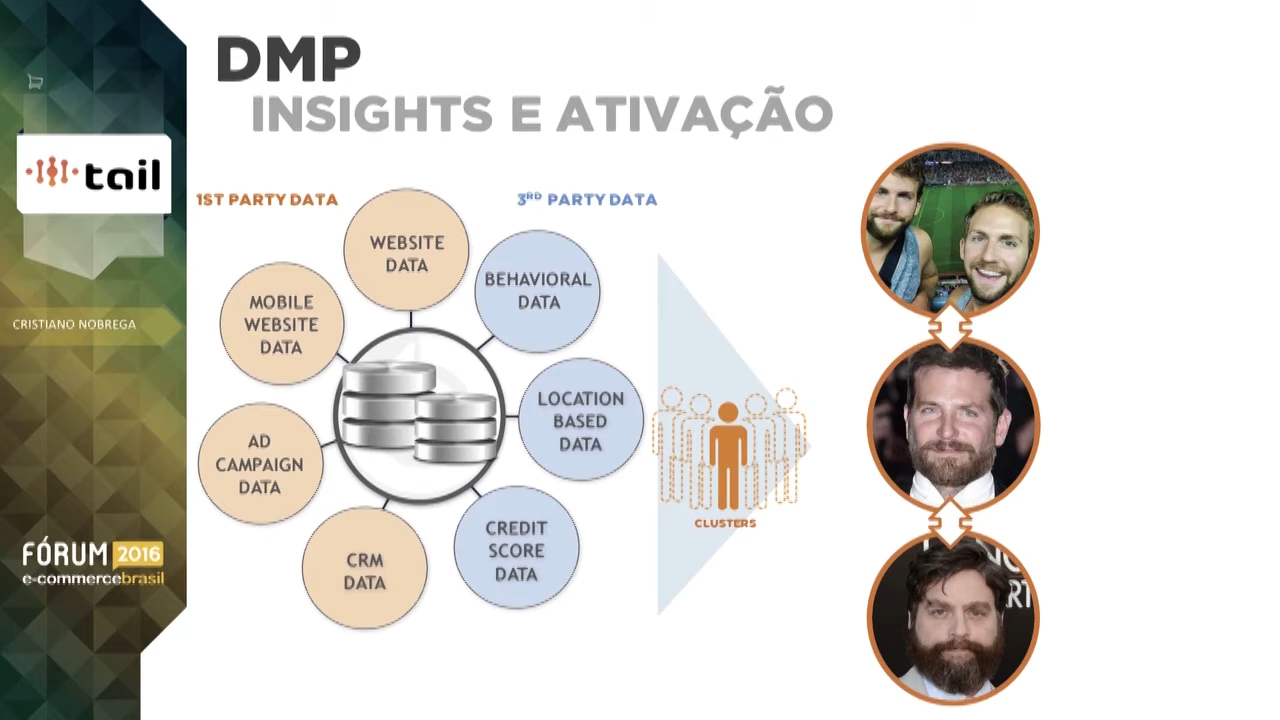 DMP
INSIGHTS E ATIVAÇÃO
tail
CRISTIANO NOBREGA
FÓRUM 2016
e-commercebrasil
1ST PARTY DATA
3RD PARTY DATA
WEBSITE
DATA
BEHAVIORAL
DATA
MOBILE
WEBSITE
DATA
LOCATION
BASED
DATA
AD
CAMPAIGN
DATA
CREDIT
SCORE
DATA
CRM
DATA
CLUSTERS